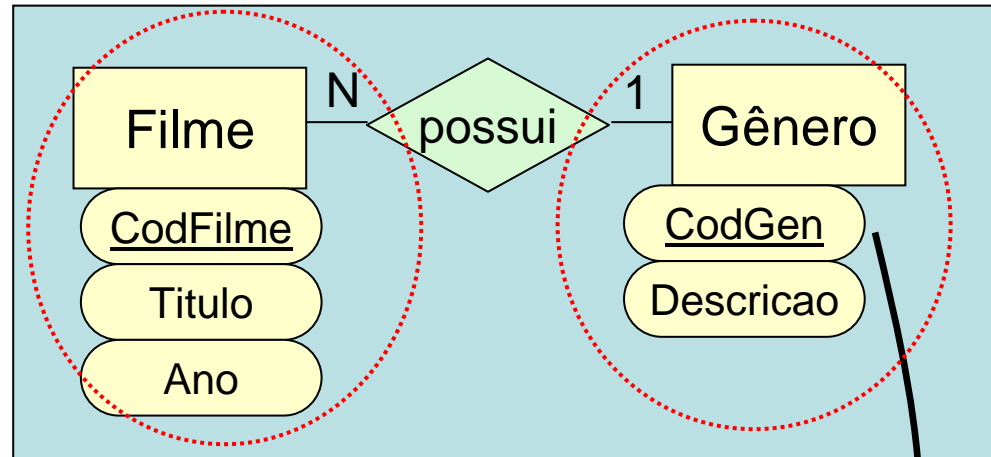 Filme
N
possui
1
Gênero
CodFilme
Titulo
Ano
CodGen
Descricao